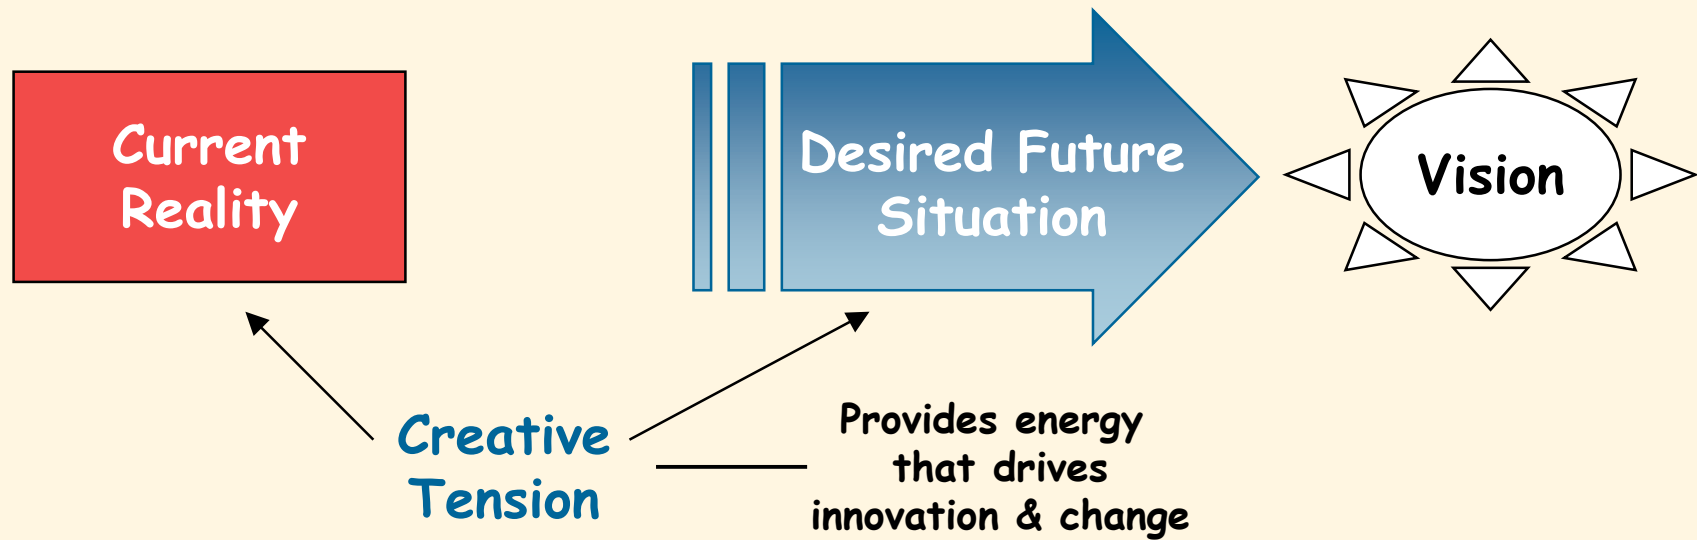 Current
Reality
Desired Future
Situation
Vision
Creative
Tension
Provides energy
that drives
innovation & change